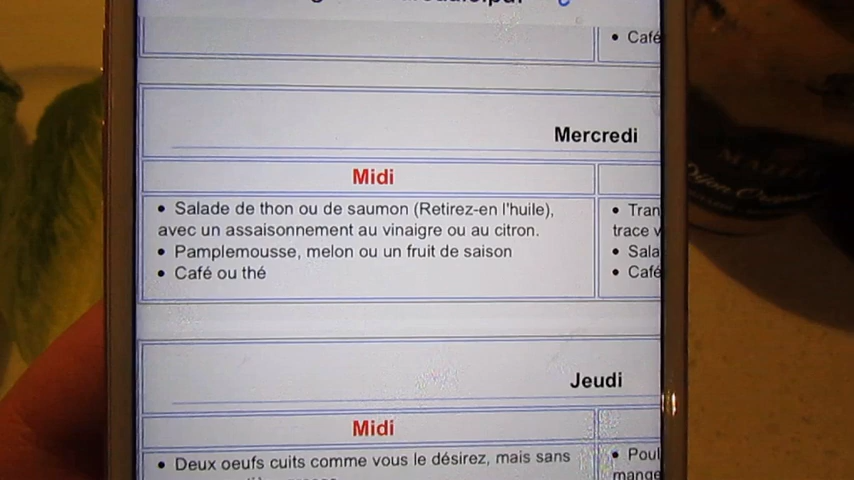 • Café
Mercredi
Midi
• Salade de thon ou de saumon (Retirez-en l'huile),
avec un assaisonnement au vinaigre ou au citron.
• Pamplemousse, melon ou un fruit de saison
• Café ou thé
• Tran
trace v
• Sala
• Café
Jeudi
Midi
• Deux oeufs cuits comme vous le désirez, mais sans
• Poul
mange